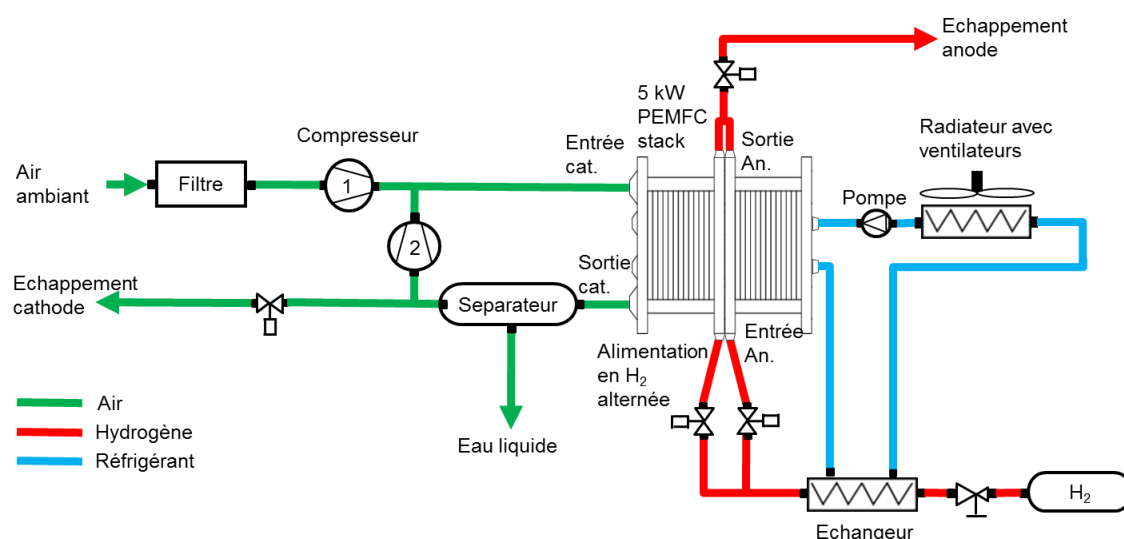 Echappement
anode
5 kW
PEMFC
stack
Compresseur
Entrée
cat.
Sortie
An.
Radiateur avec
ventilateurs
Air
ambiant
Filtre
1
Pompe
2
Echappement
cathode
Sortie
cat.
Separateur
Entrée
An.
Alimentation
en H₂
alternée
Air
Hydrogène
Réfrigérant
Eau liquide
H₂
Echangeur